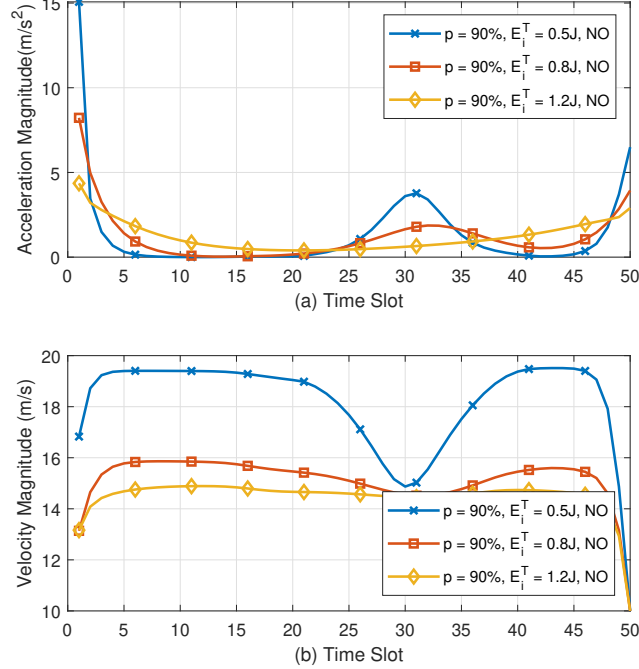 15
10
5
0
Acceleration Magnitude(m/s²)
p = 90%, E_i^T = 0.5J, NO
p = 90%, E_i^T = 0.8J, NO
p = 90%, E_i^T = 1.2J, NO
0 5 10 15 20 25 30 35 40 45 50
(a) Time Slot
20
18
16
14
12
10
Velocity Magnitude (m/s)
p = 90%, E_i^T = 0.5J, NO
p = 90%, E_i^T = 0.8J, NO
p = 90%, E_i^T = 1.2J, NO
0 5 10 15 20 25 30 35 40 45 50
(b) Time Slot